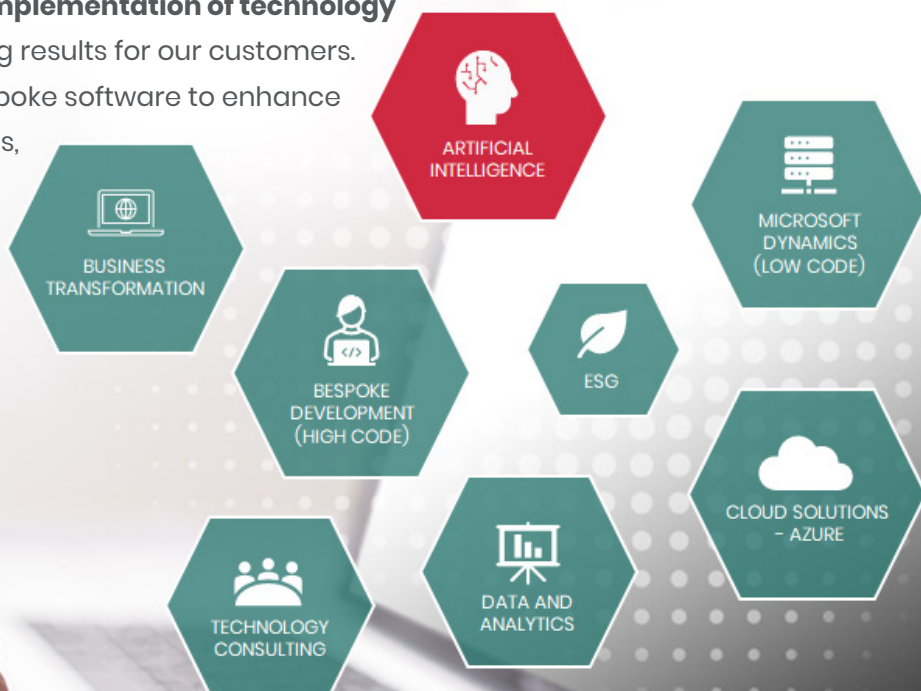 implementation of technology
g results for our customers.
poke software to enhance
s,
ARTIFICIAL
INTELLIGENCE
MICROSOFT
DYNAMICS
(LOW CODE)
BUSINESS
TRANSFORMATION
BESPOKE
DEVELOPMENT
(HIGH CODE)
</>
ESG
CLOUD SOLUTIONS
- AZURE
DATA AND
ANALYTICS
TECHNOLOGY
CONSULTING